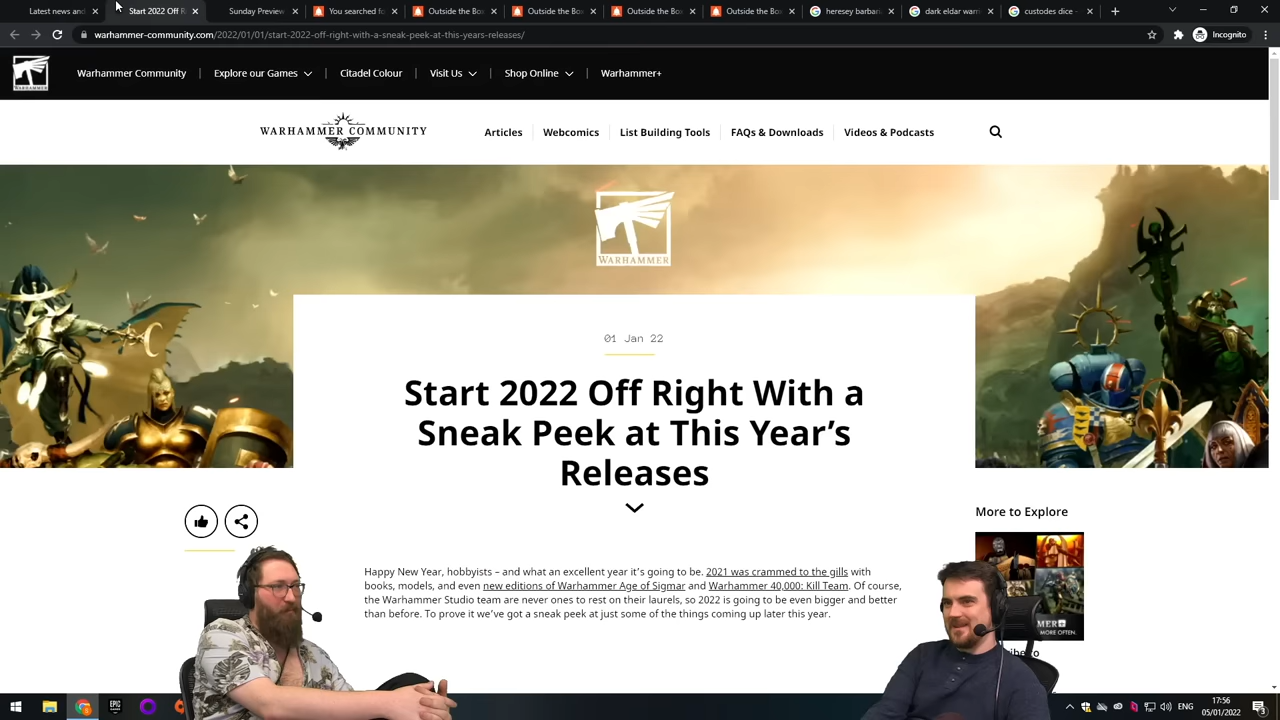 Latest news and
Start 2022 Off R
Sunday Preview
You searched fo
Outside the Box
Outside the Box
Outside the Box
Latest the Box
heresey barban
dark eldar warr
custodes dice -
warhammer-community.com/2022/01/01/start-2022-off-right-with-a-sneak-peek-at-this-years-releases/
Incognito
Warhammer Community
Explore our Games
Citadel Colour
Visit Us
Shop Online
Warhammer+
WARHAMMER COMMUNITY
Articles
Webcomics
List Building Tools
FAQs & Downloads
Videos & Podcasts
WARHAMMER
01 Jan 22
Start 2022 Off Right With a
Sneak Peek at This Year's
Releases
More to Explore
Happy New Year, hobbyists – and what an excellent year it's going to be. 2021 was crammed to the gills with
books, models, and even new editions of Warhammer Age of Sigmar and Warhammer 40,000: Kill Team. Of course,
the Warhammer Studio team are never ones to rest on their laurels, so 2022 is going to be even bigger and better
than before. To prove it we've got a sneak peek at just some of the things coming up later this year.
MER
MORE OFTEN.
EPIC
ENG
17:56
05/01/2022
3